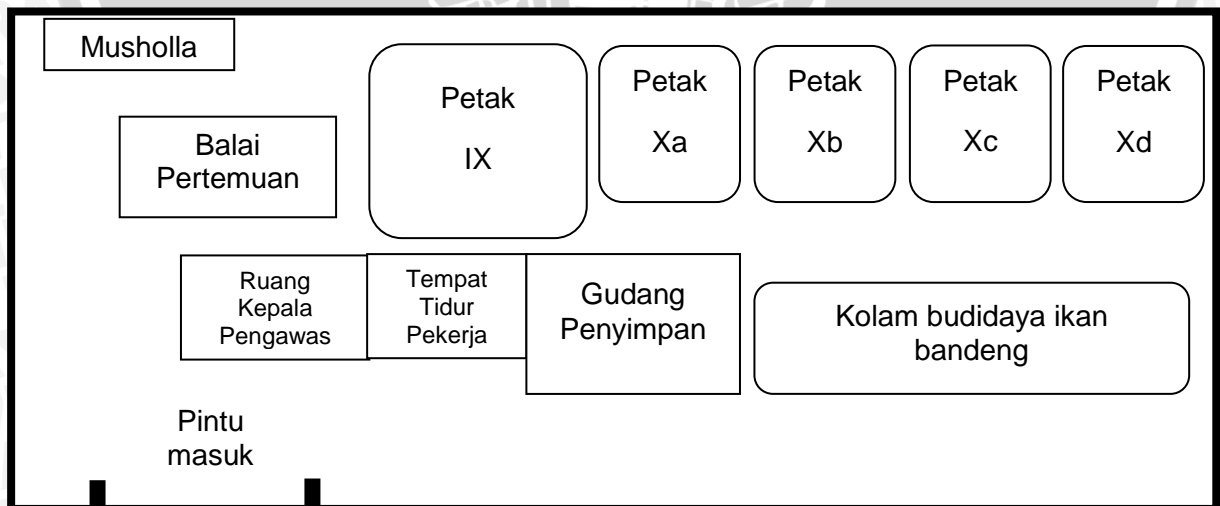 Musholla
Petak
IX
Petak
Xa
Petak
Xb
Petak
Xc
Petak
Xd
Balai
Pertemuan
Ruang
Kepala
Pengawas
Tempat
Tidur
Pekerja
Gudang
Penyimpan
Kolam budidaya ikan
bandeng
Pintu
masuk